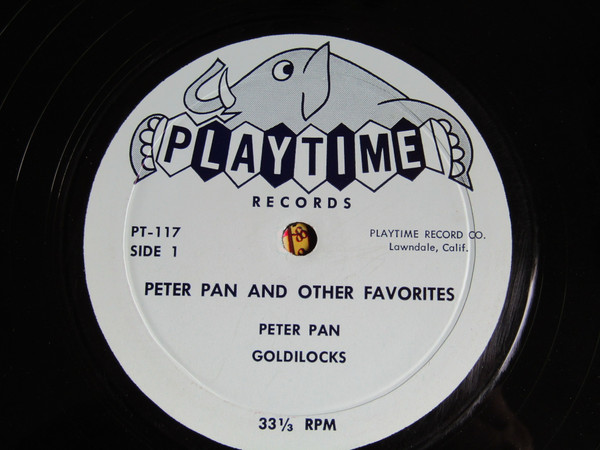 PLAYTIME
RECORDS
PT-117
SIDE 1
PLAYTIME RECORD CO.
Lawndale, Calif.
PETER PAN AND OTHER FAVORITES
PETER PAN
GOLDILOCKS
33⅓ RPM